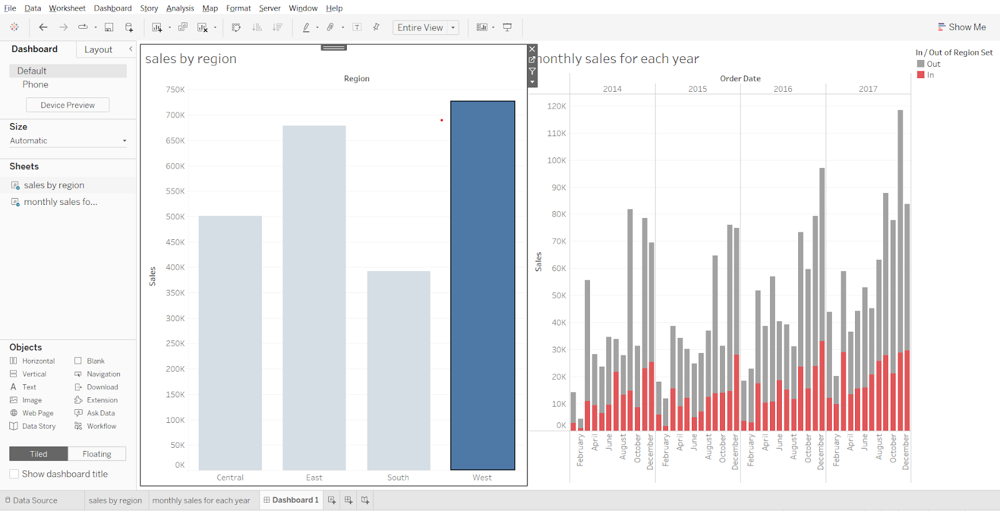 File Data Worksheet Dashboard Story Analysis Map Format Server Window Help
Entire View
Show Me
Dashboard Layout
Default
Phone
Device Preview
Size
Automatic
Sheets
sales by region
monthly sales fo...
Objects
Horizontal Blank
Vertical Navigation
Text Download
Image Extension
Web Page Ask Data
Data Story Workflow
Tiled Floating
Show dashboard title
sales by region
Region
750K
700K
650K
600K
550K
500K
450K
400K
350K
300K
250K
200K
150K
100K
50K
0K
Sales
Central East South West
monthly sales for each year
Order Date
2014 2015 2016 2017
120K
110K
100K
90K
80K
70K
60K
50K
40K
30K
20K
10K
0K
Sales
February April June August October December February April June August October December February April June August October December February April June August October December
In / Out of Region Set
Out
In
Data Source sales by region monthly sales for each year Dashboard 1